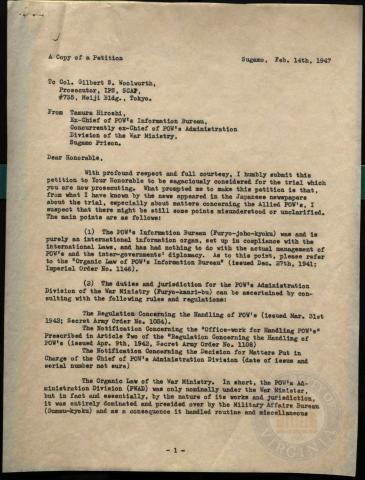 A Copy of a Petition
Sugamo, Feb. 14th, 1947
To Col. Gilbert S. Woolworth,
Prosecutor, IPS, SCAP,
#735, Meiji Bldg., Tokyo.
From Tamura Hiroshi,
Ex-Chief of POW's Information Bureau,
Concurrently ex-Chief of POW's Administration
Division of the War Ministry,
Sugamo Prison.
Dear Honorable,
With profound respect and full courtesy, I humbly submit this
petition to Your Honorable to be sagaciously considered for the trial which
you are now prosecuting. What prompted me to make this petition is that,
from what I have known by the news appeared in the Japanese newspapers
about the trial, especially about matters concerning the Allied POW's, I
suspect that there might be still some points misunderstood or unclarified.
The main points are as follows:
(1) The POW's Information Bureau (Furyo-joho-kyoku) was and is
purely an international information organ, set up in compliance with the
international Laws, and has had nothing to do with the actual management of
POW's and the inter-governments' diplomacy. As to this point, please refer
to the "Organic Law of POW's Information Bureau" (issued Dec. 27th, 1941;
Imperial Order No. 1146).
(2) The duties and jurisdiction for the POW's Administration
Division of the War Ministry (Furyo-kanri-bu) can be ascertained by con-
sulting with the following rules and regulations:
The Regulation Concerning the Handling of POW's (issued Mar. 31st
1942; Secret Army Order No. 1034).
The Notification Concerning the "Office-work for Handling POW's"
Prescribed in Article Two of the "Regulation Concerning the Handling of
POW's (issued Apr. 9th, 1942, Secret Army Order No. 1108)
The Notification Concerning the Decision for Matters Put in
Charge of the Chief of POW's Administration Division (date of issue and
serial number not sure)
The Organic Law of the War Ministry. In short, the POW's Ad-
ministration Division (PWAD) was only nominally under the War Minister,
but in fact and essentially, by the nature of its works and jurisdiction,
it was entirely dominated and presided over by the Military Affairs Bureau
(Gunmu-kyoku) and as a consequence it handled routine and miscellaneous
- 1 -